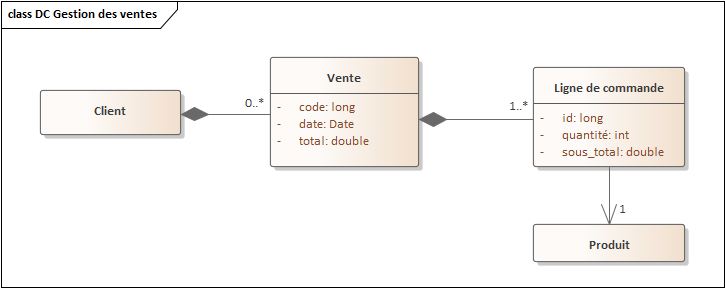 class DC Gestion des ventes
Client
0..*
Vente
- code: long
- date: Date
- total: double
1..*
Ligne de commande
- id: long
- quantité: int
- sous_total: double
1
Produit